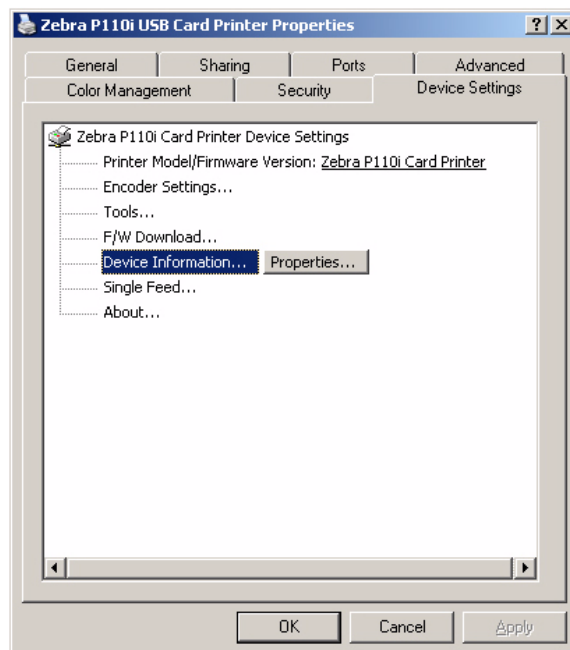 Zebra P110i USB Card Printer Properties
General Sharing Ports Advanced
Color Management Security Device Settings
Zebra P110i Card Printer Device Settings
Printer Model/Firmware Version: Zebra P110i Card Printer
Encoder Settings...
Tools...
F/W Download...
Device Information... Properties...
Single Feed...
About...
OK Cancel Apply